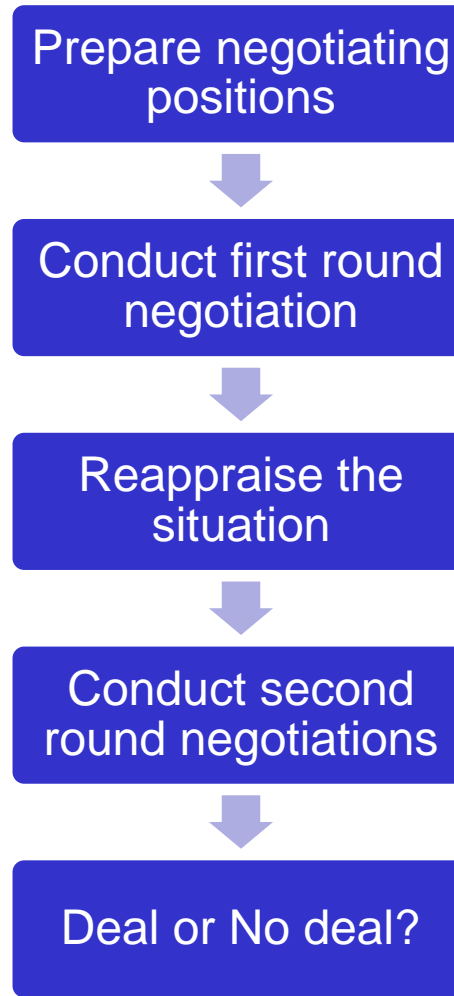 Prepare negotiating
positions
Conduct first round
negotiation
Reappraise the
situation
Conduct second
round negotiations
Deal or No deal?